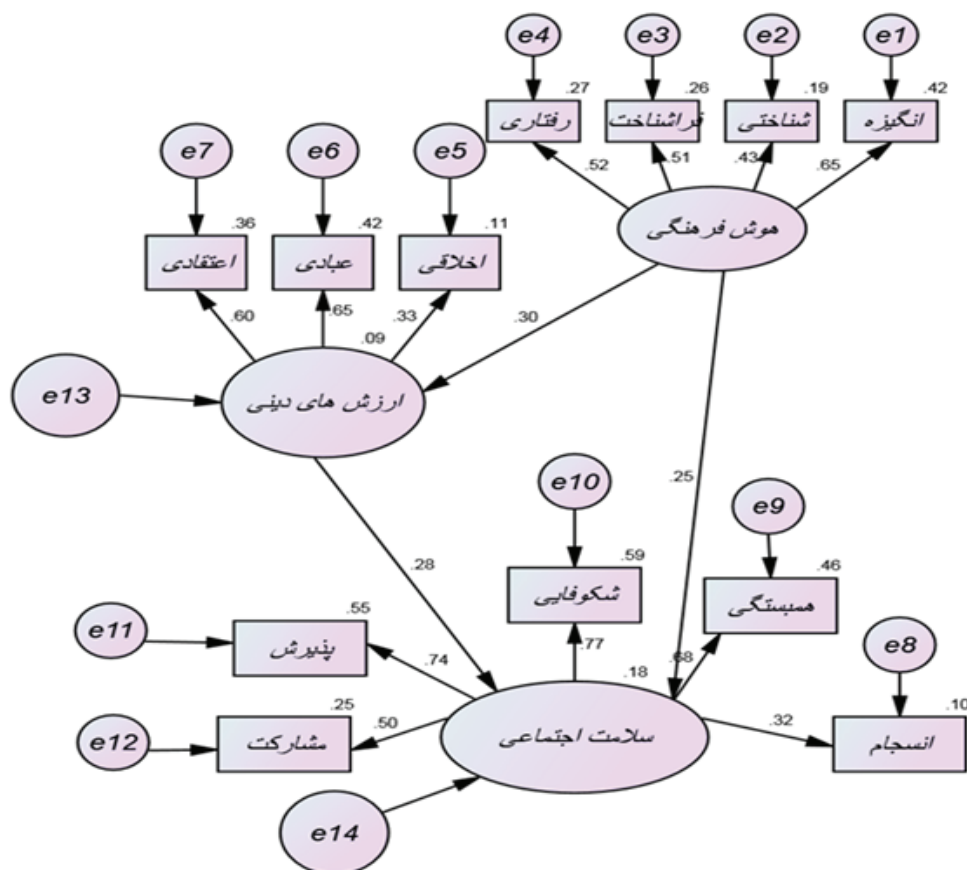 e4
e3
e2
e1
.27
.26
.19
.42
رفتاری
فراشناخت
شناختی
انگیزه
.52
.51
.43
.65
هوش فرهنگی
e7
e6
e5
.36
.42
.11
اعتقادی
عبادی
اخلاقی
.60
.65
.33
.09
.30
ارزش های دینی
e13
.28
.25
e10
.59
شکوفایی
.77
e9
.46
همبستگی
.68
e8
.10
انسجام
.32
e11
.55
پذیرش
.74
e12
.25
مشارکت
.50
.18
سلامت اجتماعی
e14